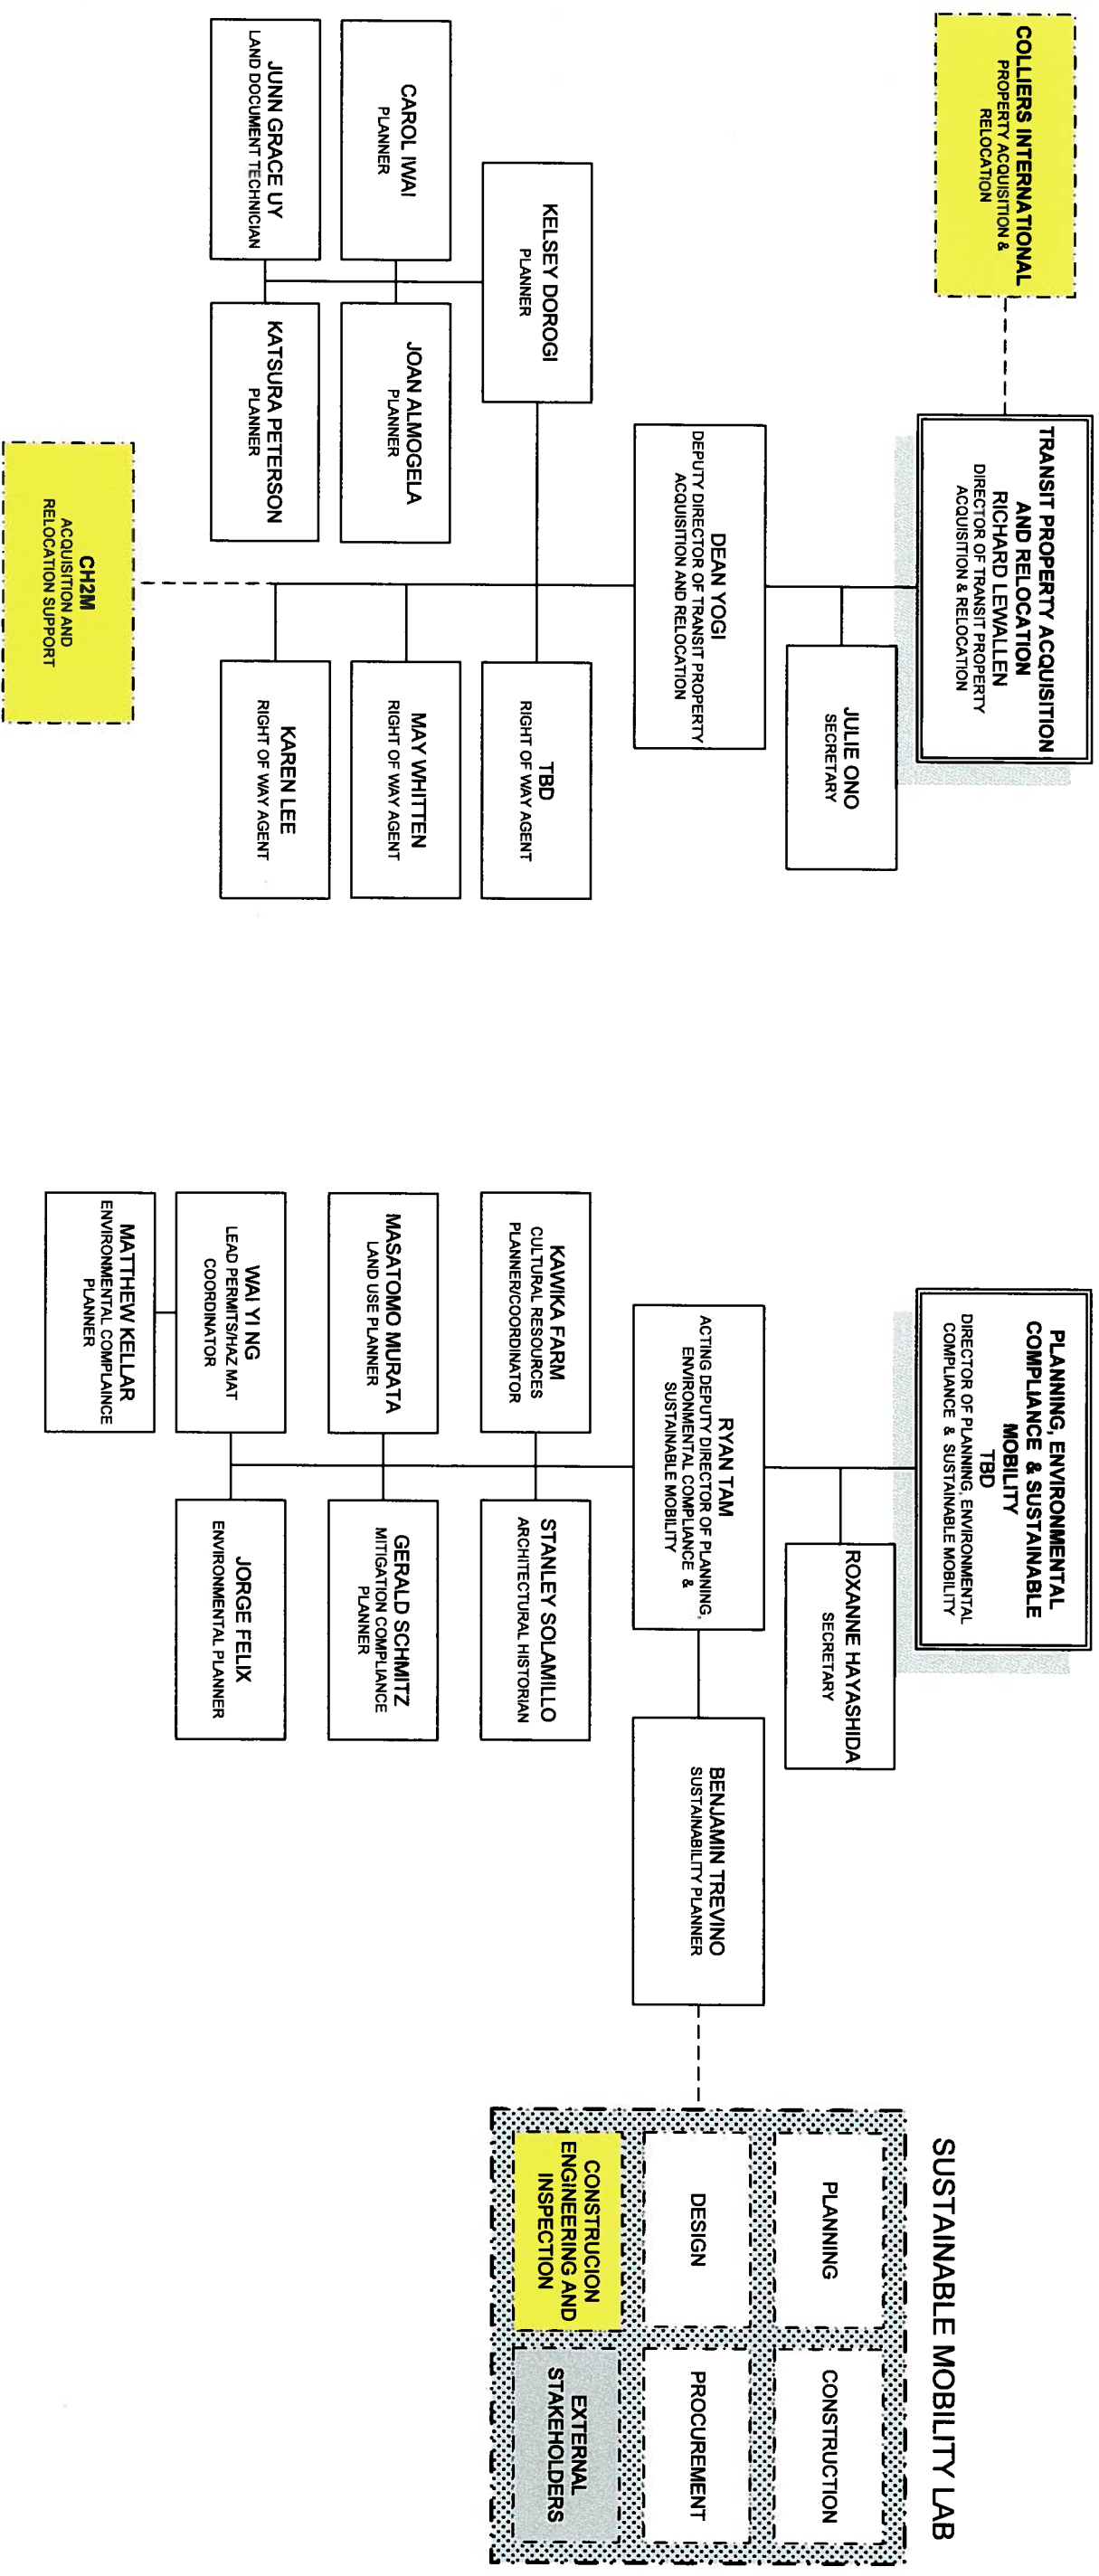 COLLIERS INTERNATIONAL
PROPERTY ACQUISITION &
RELOCATION
TRANSIT PROPERTY ACQUISITION
AND RELOCATION
RICHARD LEWALLEN
DIRECTOR OF TRANSIT PROPERTY
ACQUISITION & RELOCATION
JULIE ONO
SECRETARY
DEAN YOGI
DEPUTY DIRECTOR OF TRANSIT PROPERTY
ACQUISITION AND RELOCATION
KELSEY DOROGI
PLANNER
TBD
RIGHT OF WAY AGENT
CAROL IWAI
PLANNER
JOAN ALMOGELA
PLANNER
MAY WHITTEN
RIGHT OF WAY AGENT
JUNN GRACE UY
LAND DOCUMENT TECHNICIAN
KATSURA PETERSON
PLANNER
KAREN LEE
RIGHT OF WAY AGENT
CH2M
ACQUISITION AND
RELOCATION SUPPORT
PLANNING, ENVIRONMENTAL
COMPLIANCE & SUSTAINABLE
MOBILITY
TBD
DIRECTOR OF PLANNING, ENVIRONMENTAL
COMPLIANCE & SUSTAINABLE MOBILITY
ROXANNE HAYASHIDA
SECRETARY
RYAN TAM
ACTING DEPUTY DIRECTOR OF PLANNING,
ENVIRONMENTAL COMPLIANCE &
SUSTAINABLE MOBILITY
BENJAMIN TREVINO
SUSTAINABILITY PLANNER
KAWIKA FARM
CULTURAL RESOURCES
PLANNER/COORDINATOR
STANLEY SOLAMILLO
ARCHITECTURAL HISTORIAN
MASATOMO MURATA
LAND USE PLANNER
GERALD SCHMITZ
MITIGATION COMPLIANCE
PLANNER
WAI YI NG
LEAD PERMITS/HAZ MAT
COORDINATOR
JORGE FELIX
ENVIRONMENTAL PLANNER
MATTHEW KELLAR
ENVIRONMENTAL COMPLAINCE
PLANNER
SUSTAINABLE MOBILITY LAB
PLANNING
CONSTRUCTION
DESIGN
PROCUREMENT
CONSTRUCION
ENGINEERING AND
INSPECTION
EXTERNAL
STAKEHOLDERS